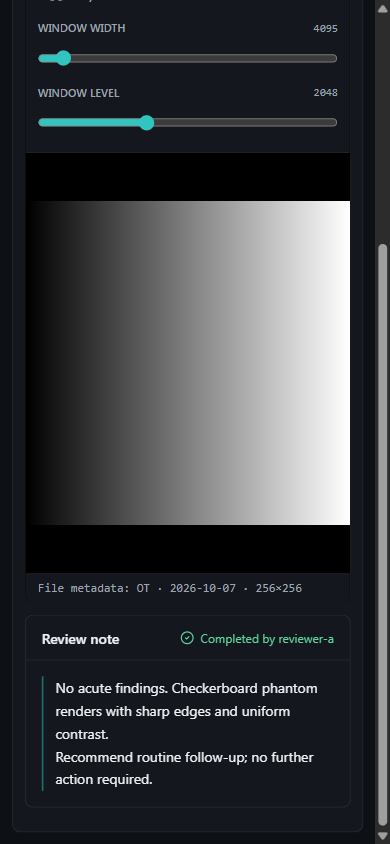 WINDOW WIDTH 4095
WINDOW LEVEL 2048
File metadata: OT · 2026-10-07 · 256×256
Review note Completed by reviewer-a
No acute findings. Checkerboard phantom
renders with sharp edges and uniform
contrast.
Recommend routine follow-up; no further
action required.